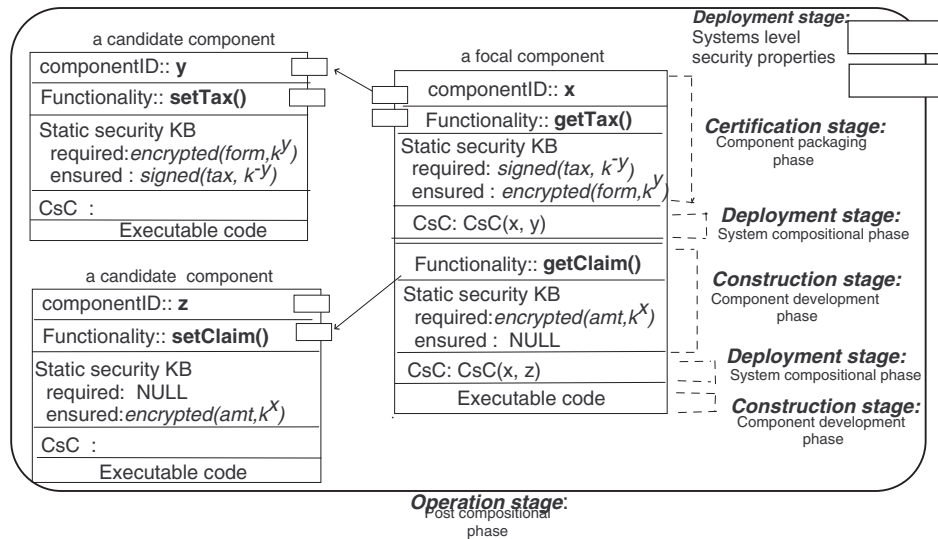 Deployment stage:
Systems level
security properties
a candidate component
componentID:: y
Functionality:: setTax()
Static security KB
required:encrypted(form,k^y)
ensured : signed(tax, k^-y)
CsC :
Executable code
a candidate component
componentID:: z
Functionality:: setClaim()
Static security KB
required: NULL
ensured:encrypted(amt,k^x)
CsC :
Executable code
a focal component
componentID:: x
Functionality:: getTax()
Static security KB
required: signed(tax, k^-y)
ensured : encrypted(form,k^y)
CsC: CsC(x, y)
Functionality:: getClaim()
Static security KB
required:encrypted(amt,k^x)
ensured : NULL
CsC: CsC(x, z)
Executable code
Certification stage:
Component packaging
phase
Deployment stage:
System compositional phase
Construction stage:
Component development
phase
Deployment stage:
System compositional phase
Construction stage:
Component development
phase
Operation stage:
Post compositional
phase